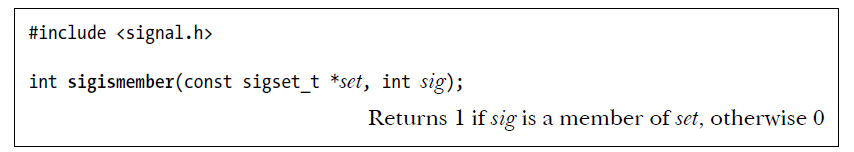 #include <signal.h>
int sigismember(const sigset_t *set, int sig);
Returns 1 if sig is a member of set, otherwise 0